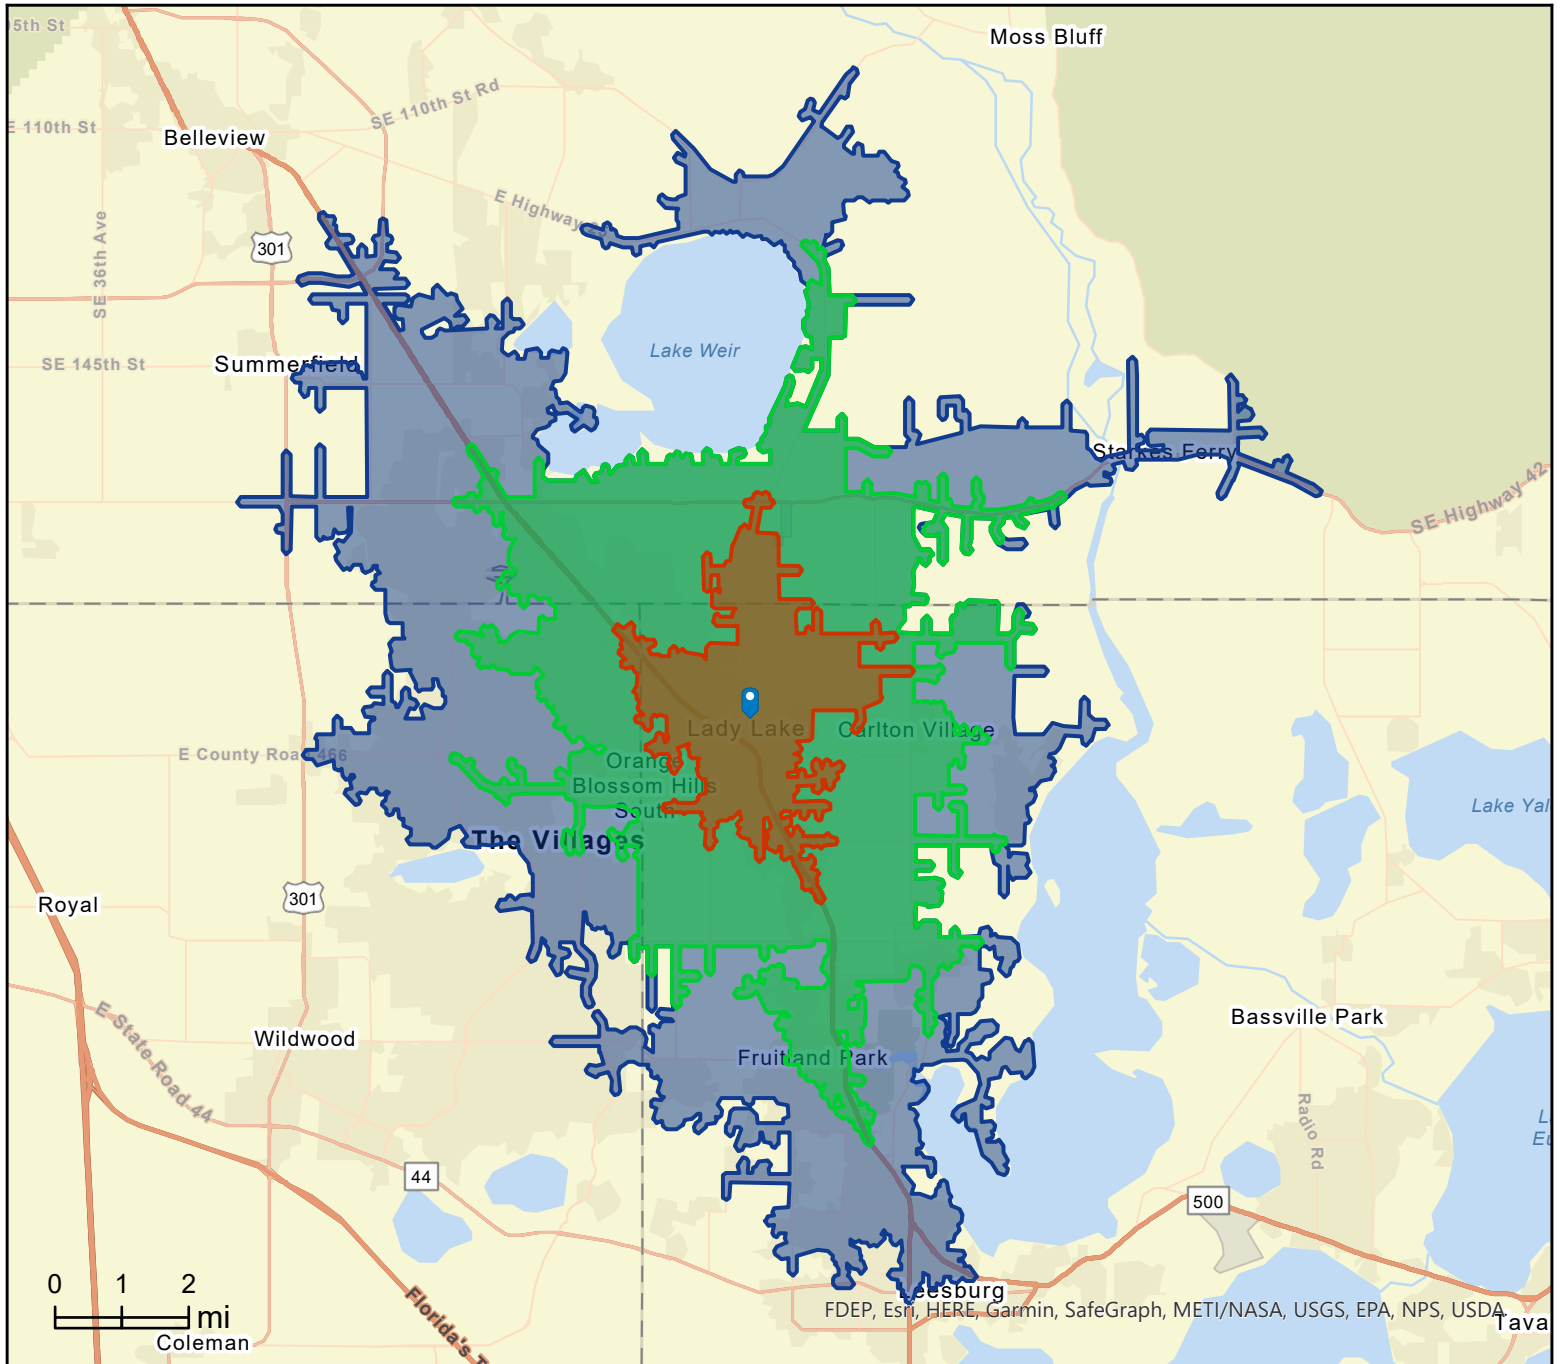 5th St
Moss Bluff
SE 110th St Rd
E 110th St
Belleview
E Highway 25
SE 36th Ave
301
Lake Weir
SE 145th St
Summerfield
Starkes Ferry
SE Highway 42
Lady Lake
Carlton Village
E County Road 466
Orange
Blossom Hills
South
Lake Yal
The Villages
301
Royal
Bassville Park
E State Road 44
Wildwood
Fruitland Park
Radio Rd
L
Eu
44
500
0 1 2
mi
Florida's T
Leesburg
FDEP, Esri, HERE, Garmin, SafeGraph, METI/NASA, USGS, EPA, NPS, USDA
Tava
Coleman